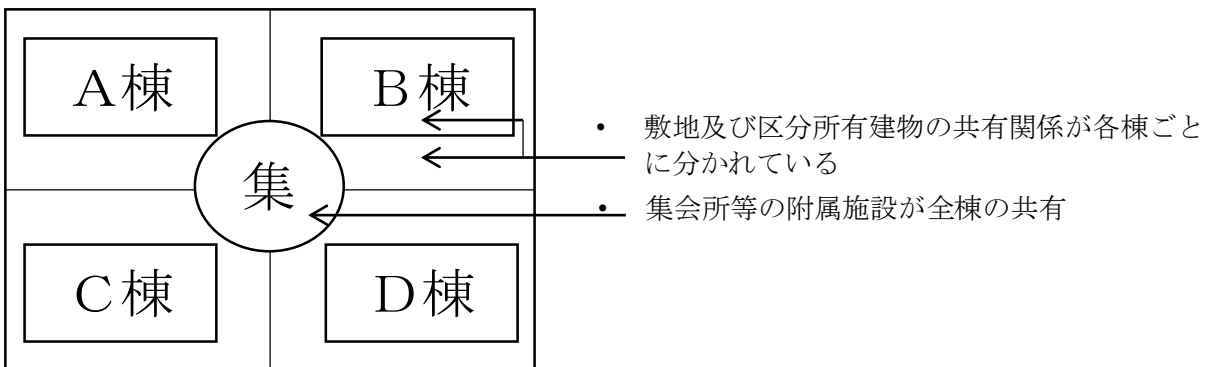 A棟
B棟
集
C棟
D棟
・ 敷地及び区分所有建物の共有関係が各棟ごと
に分かれている
・ 集会所等の附属施設が全棟の共有